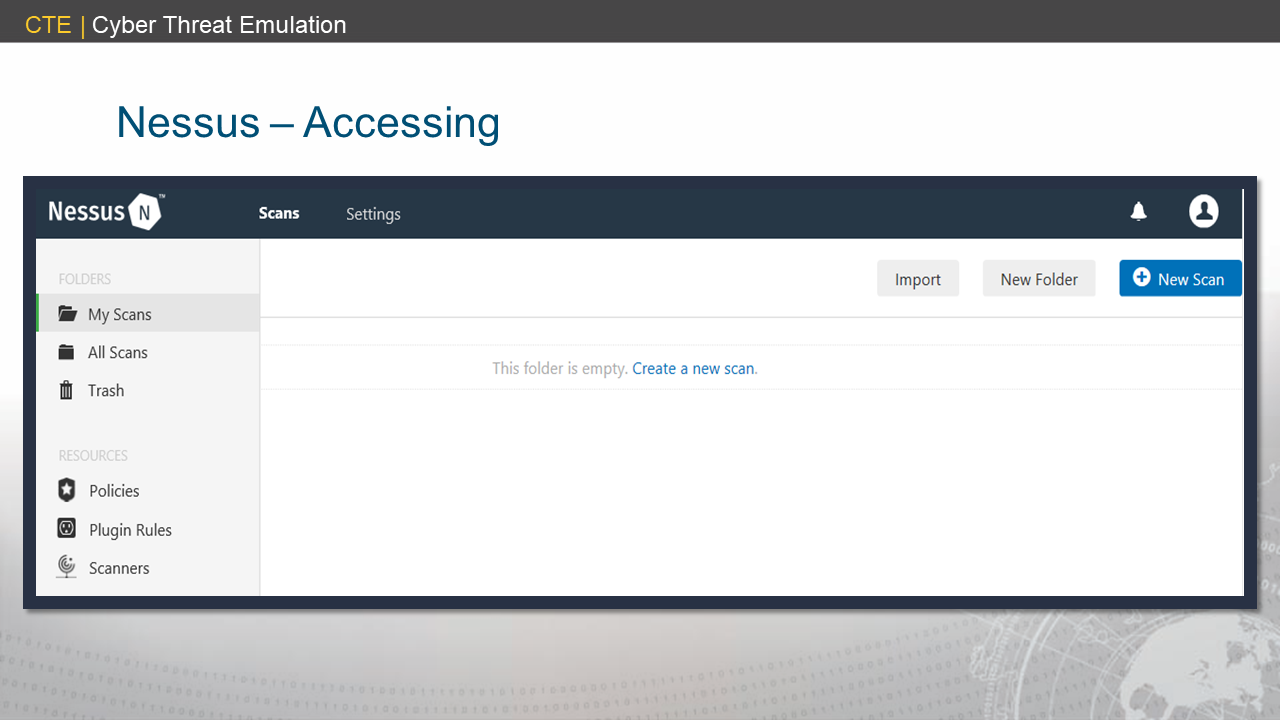 CTE | Cyber Threat Emulation
Nessus – Accessing
Nessus N ™
Scans
Settings
FOLDERS
My Scans
All Scans
Trash
RESOURCES
Policies
Plugin Rules
Scanners
Import
New Folder
New Scan
This folder is empty. Create a new scan.